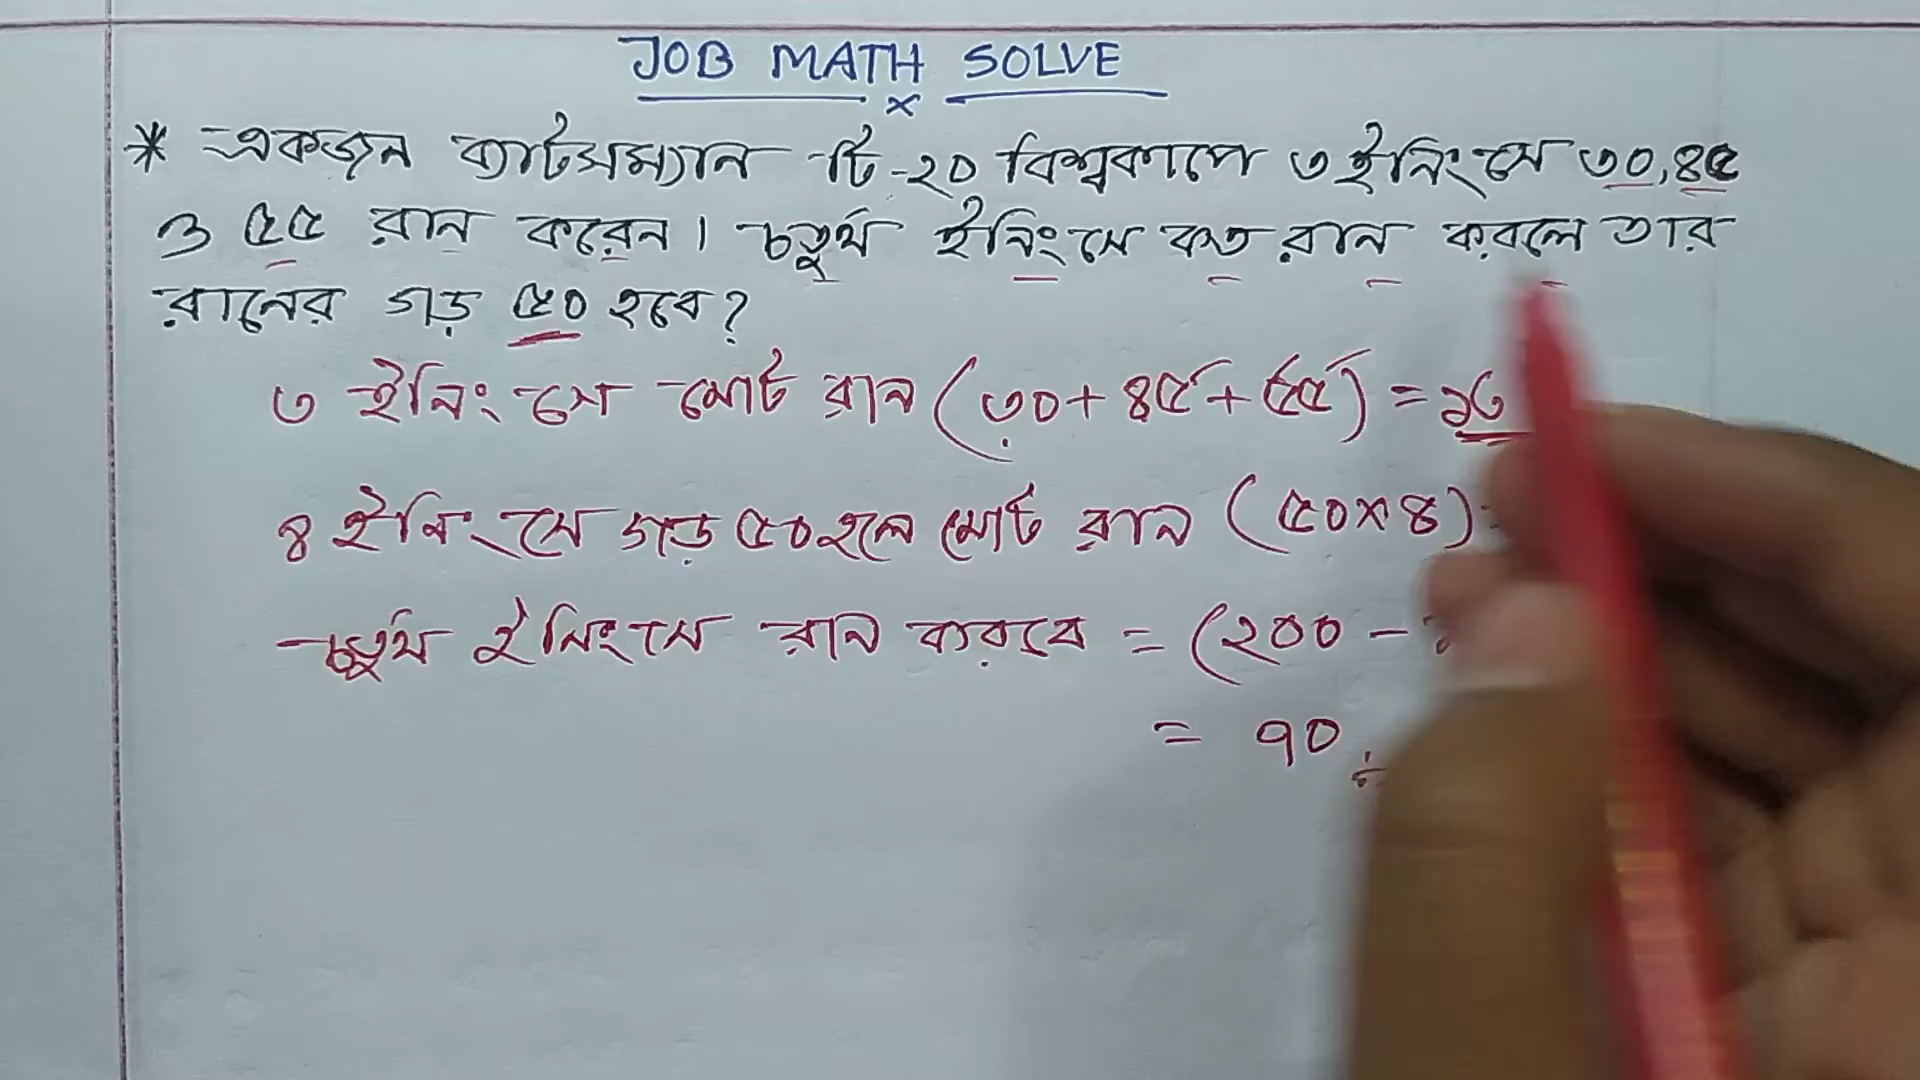 JOB MATH SOLVE
x
* একজন ব্যাটসম্যান টি-২০ বিশ্বকাপে ৩ ইনিংসে ৩০, ৪৫
ও ৫৫ রান করেন। চতুর্থ ইনিংসে কত রান করলে তার
রানের গড় ৫০ হবে?
৩ ইনিংসে মোট রান (৩০ + ৪৫ + ৫৫) = ১৩
৪ ইনিংসে গড় ৫০ হলে মোট রান (৫০ × ৪) =
চতুর্থ ইনিংসে রান করবে = (২০০ -
= ৭০